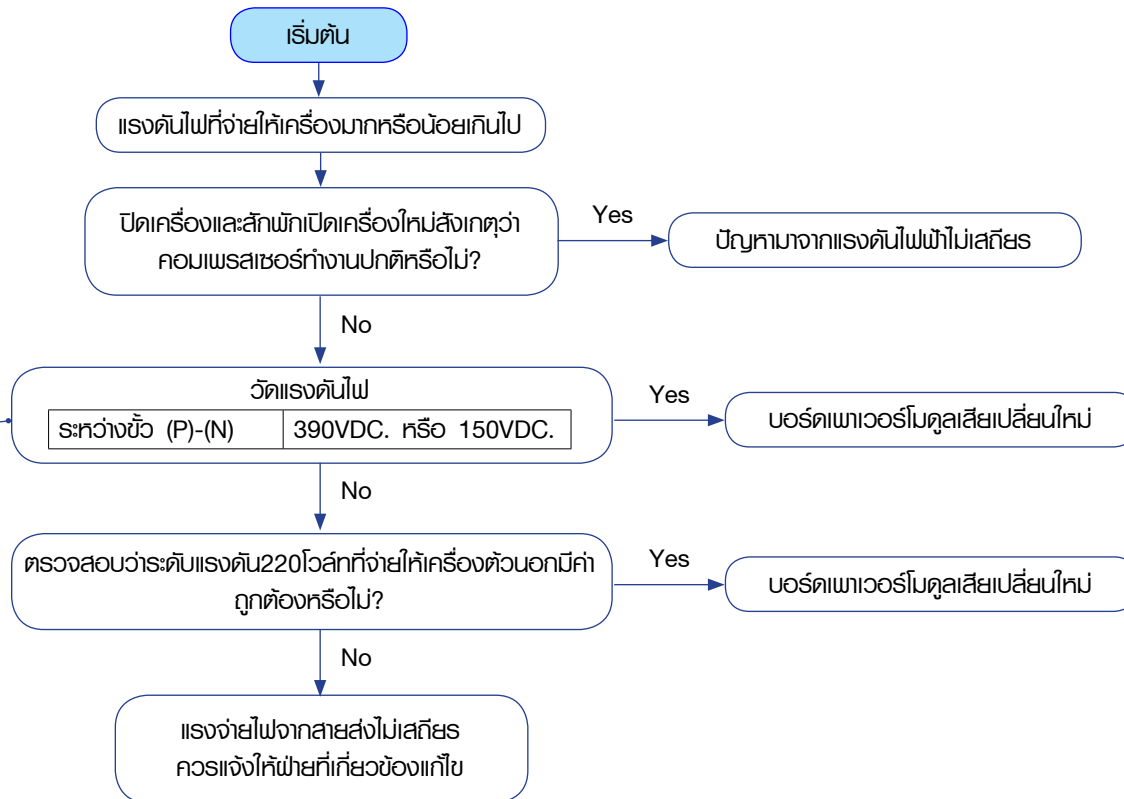 เริ่มต้น
แรงดันไฟที่จ่ายให้เครื่องมากหรือน้อยเกินไป
ปิดเครื่องและสักพักเปิดเครื่องใหม่สังเกตุว่า
คอมเพรสเซอร์ทำงานปกติหรือไม่?
Yes
ปัญหามาจากแรงดันไฟฟ้าไม่เสถียร
No
วัดแรงดันไฟ
ระหว่างขั้ว (P)-(N) 390VDC. หรือ 150VDC.
Yes
บอร์ดเพาเวอร์โมดูลเสียเปลี่ยนใหม่
No
ตรวจสอบว่าระดับแรงดัน220โวล์ทที่จ่ายให้เครื่องตัวนอกมีค่า
ถูกต้องหรือไม่?
Yes
บอร์ดเพาเวอร์โมดูลเสียเปลี่ยนใหม่
No
แรงจ่ายไฟจากสายส่งไม่เสถียร
ควรแจ้งให้ฝ่ายที่เกี่ยวข้องแก้ไข